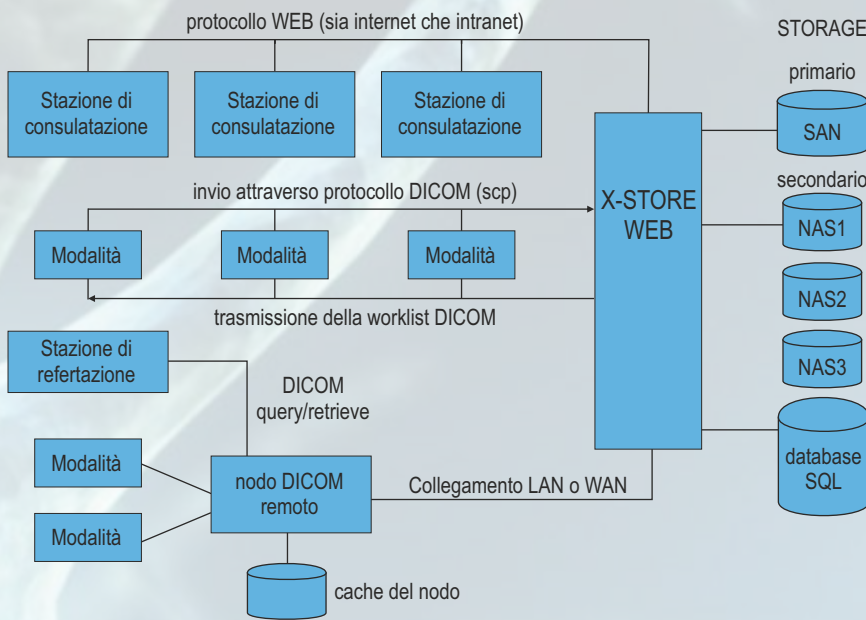 protocollo WEB (sia internet che intranet)
STORAGE
primario
Stazione di
consulatazione
Stazione di
consulatazione
Stazione di
consulatazione
SAN
secondario
invio attraverso protocollo DICOM (scp)
X-STORE
WEB
NAS1
Modalità
Modalità
Modalità
NAS2
trasmissione della worklist DICOM
Stazione di
refertazione
NAS3
DICOM
query/retrieve
Modalità
nodo DICOM
remoto
Collegamento LAN o WAN
database
SQL
Modalità
cache del nodo